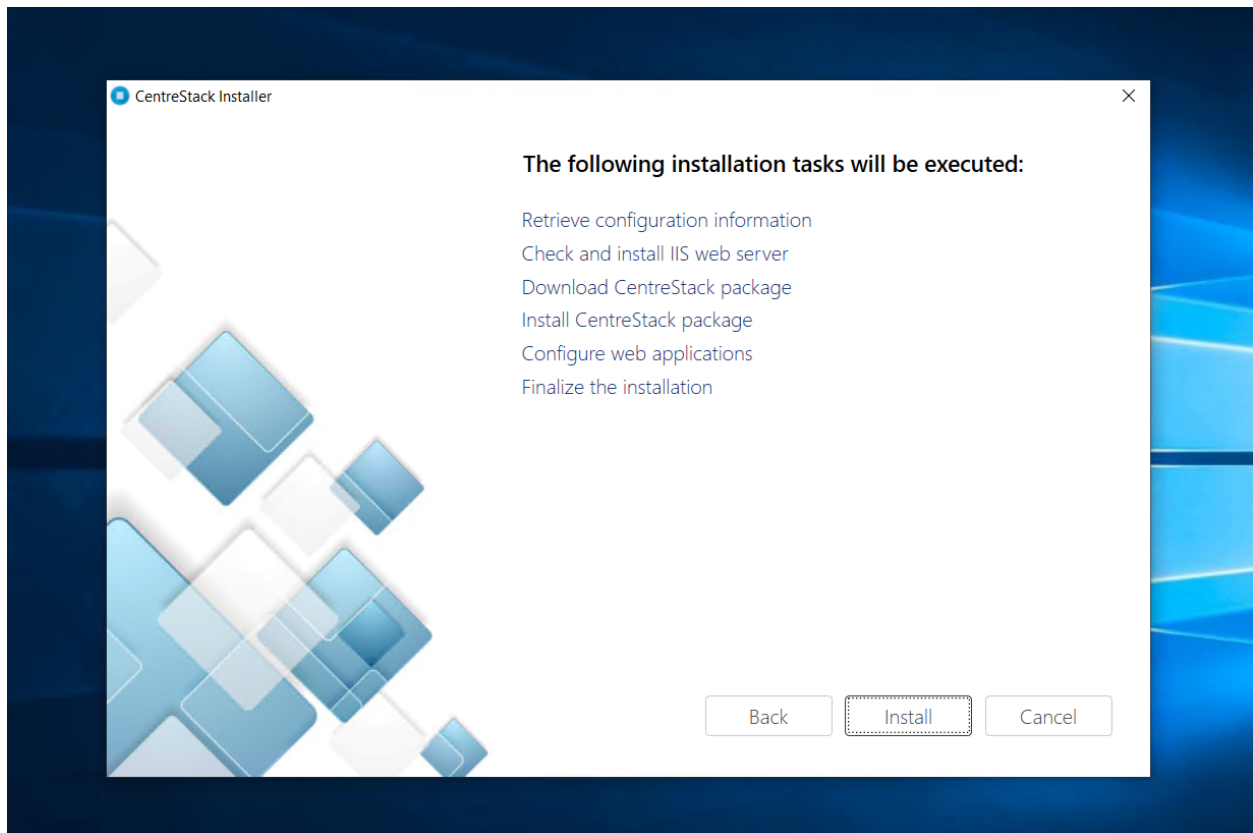 CentreStack Installer
The following installation tasks will be executed:
Retrieve configuration information
Check and install IIS web server
Download CentreStack package
Install CentreStack package
Configure web applications
Finalize the installation
Back Install Cancel